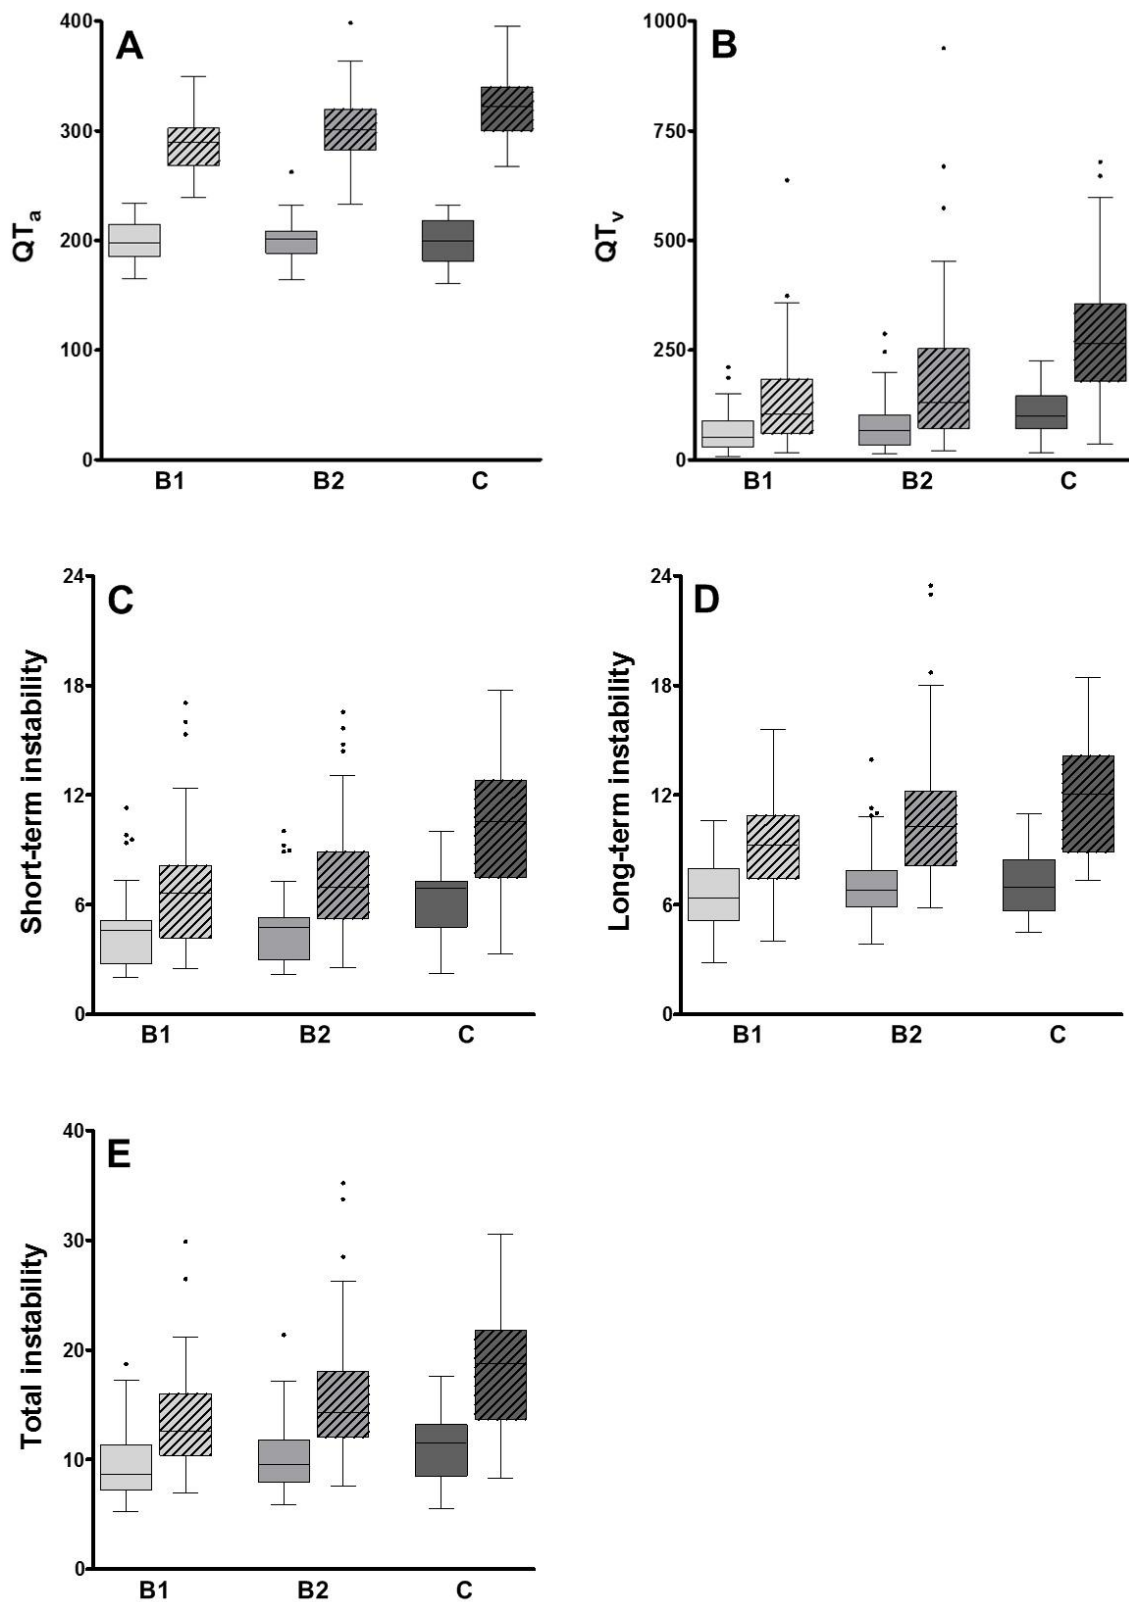 A
QTa
400
300
200
100
0
B1 B2 C
B
QTv
1000
750
500
250
0
B1 B2 C
C
Short-term instability
24
18
12
6
0
B1 B2 C
D
Long-term instability
24
18
12
6
0
B1 B2 C
E
Total instability
40
30
20
10
0
B1 B2 C